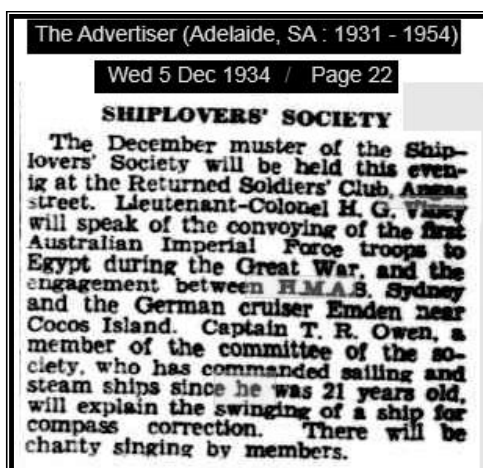 The Advertiser (Adelaide, SA : 1931 - 1954)
Wed 5 Dec 1934 / Page 22
SHIPLOVERS' SOCIETY
The December muster of the Ship-
lovers' Society will be held this even-
ig at the Returned Soldiers' Club, Angas
street. Lieutenant-Colonel H. G. Viney
will speak of the convoying of the first
Australian Imperial Force troops to
Egypt during the Great War, and the
engagement between H.M.A.S. Sydney
and the German cruiser Emden near
Cocos Island. Captain T. R. Owen, a
member of the committee of the so-
ciety, who has commanded sailing and
steam ships since he was 21 years old,
will explain the swinging of a ship for
compass correction. There will be
chanty singing by members.